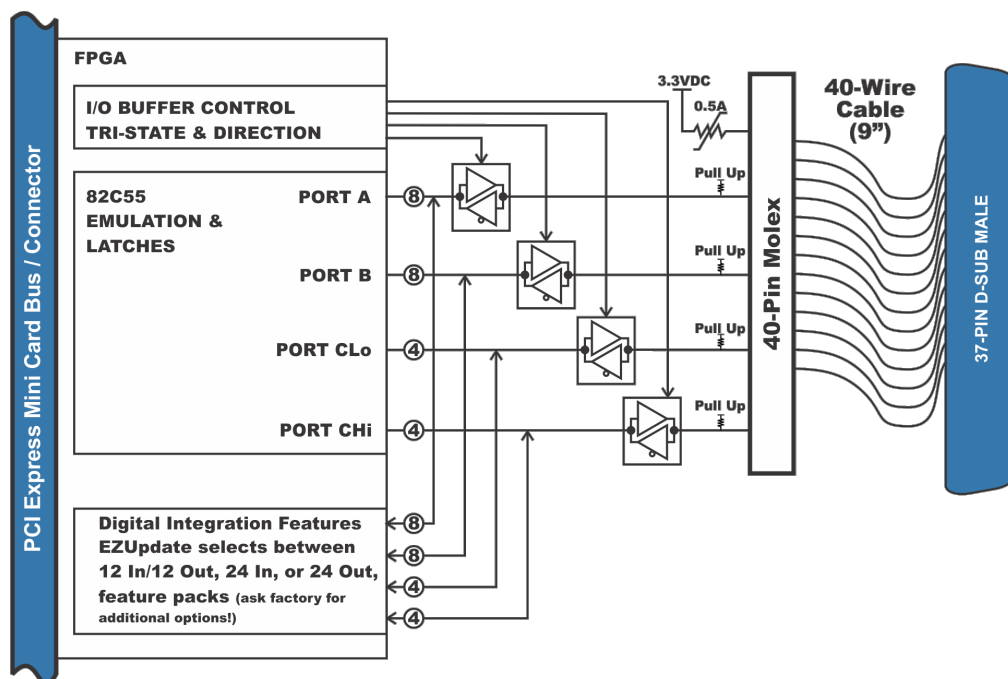 PCI Express Mini Card Bus / Connector
FPGA
I/O BUFFER CONTROL
TRI-STATE & DIRECTION
82C55
EMULATION &
LATCHES
PORT A
8
PORT B
8
PORT CLo
4
PORT CHi
4
Digital Integration Features
EZUpdate selects between
12 In/12 Out, 24 In, or 24 Out,
feature packs (ask factory for
additional options!)
8
8
4
4
3.3VDC
0.5A
Pull Up
Pull Up
Pull Up
Pull Up
40-Pin Molex
40-Wire
Cable
(9")
37-PIN D-SUB MALE